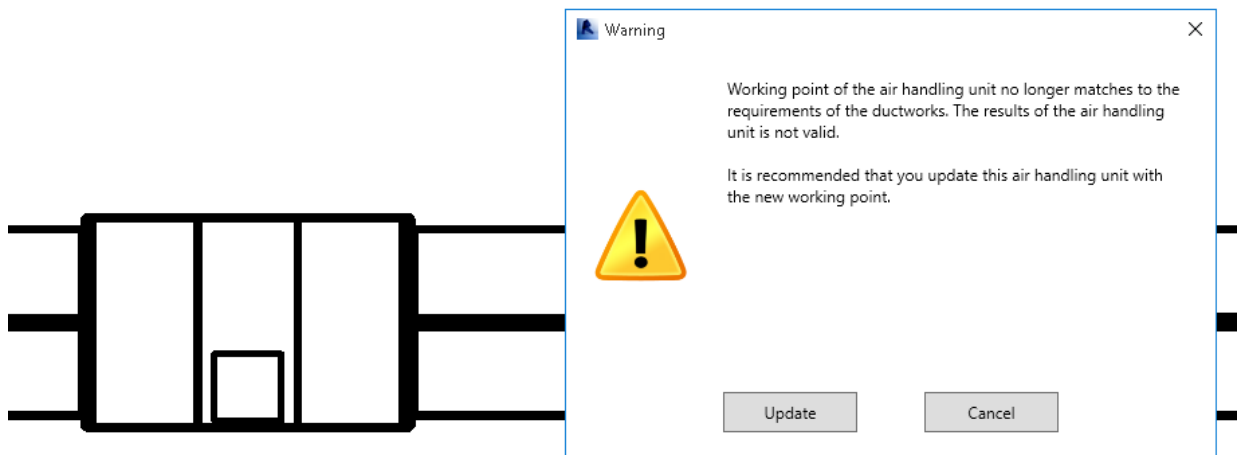 Warning
Working point of the air handling unit no longer matches to the
requirements of the ductworks. The results of the air handling
unit is not valid.
It is recommended that you update this air handling unit with
the new working point.
Update
Cancel